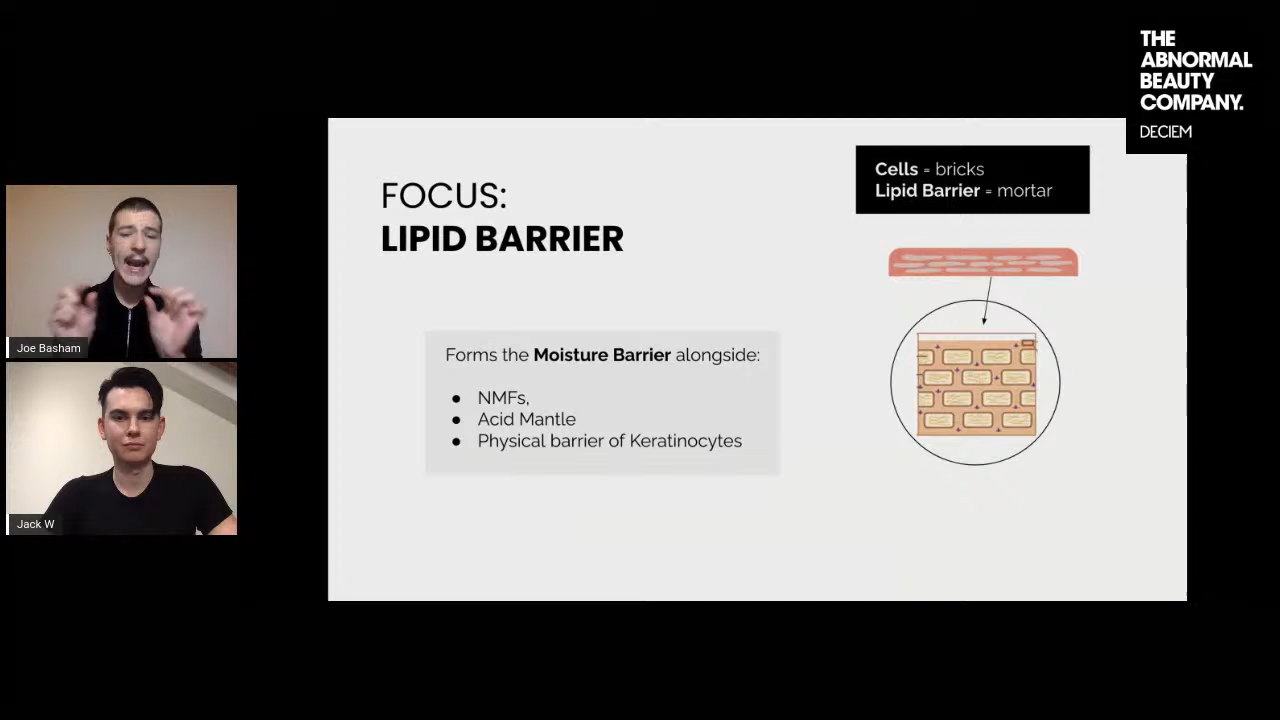 THE
ABNORMAL
BEAUTY
COMPANY.
DECIEM
Cells = bricks
Lipid Barrier = mortar
FOCUS:
LIPID BARRIER
Forms the Moisture Barrier alongside:
● NMFs,
● Acid Mantle
● Physical barrier of Keratinocytes
Joe Basham
Jack W